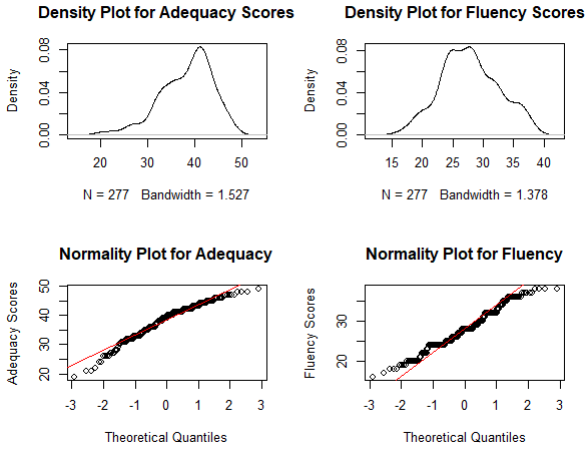 Density Plot for Adequacy Scores
Density
0.00 0.04 0.08
20 30 40 50
N = 277 Bandwidth = 1.527
Density Plot for Fluency Scores
Density
0.00 0.04 0.08
15 20 25 30 35 40
N = 277 Bandwidth = 1.378
Normality Plot for Adequacy
Adequacy Scores
20 30 40 50
-3 -2 -1 0 1 2 3
Theoretical Quantiles
Normality Plot for Fluency
Fluency Scores
20 30
-3 -2 -1 0 1 2 3
Theoretical Quantiles